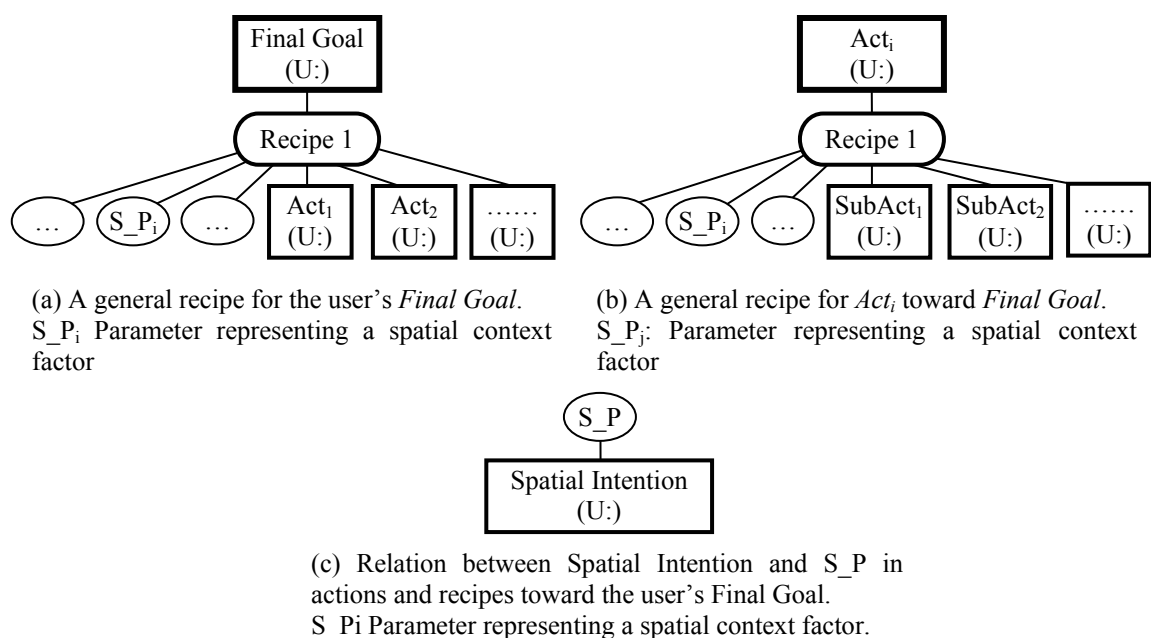 Final Goal
(U:)
Recipe 1
…
S_Pi
…
Act1
(U:)
Act2
(U:)
……
(U:)
(a) A general recipe for the user’s Final Goal.
S_Pi Parameter representing a spatial context
factor
Acti
(U:)
Recipe 1
…
S_Pi
…
SubAct1
(U:)
SubAct2
(U:)
……
(U:)
(b) A general recipe for Acti toward Final Goal.
S_Pj: Parameter representing a spatial context
factor
S_P
Spatial Intention
(U:)
(c) Relation between Spatial Intention and S_P in
actions and recipes toward the user’s Final Goal.
S_Pi Parameter representing a spatial context factor.